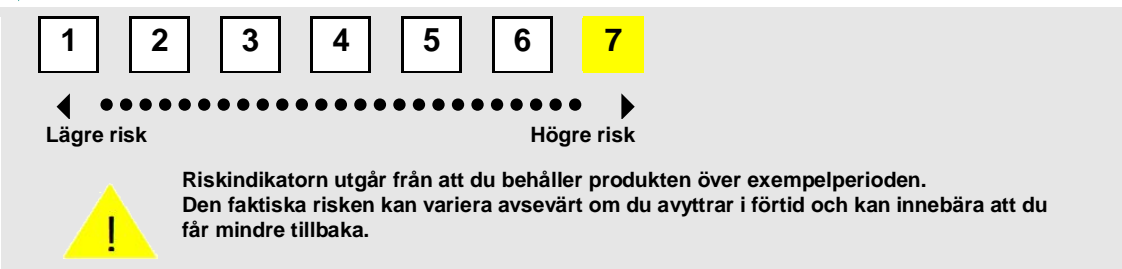 1 2 3 4 5 6 7
Lägre risk Högre risk
Riskindikatorn utgår från att du behåller produkten över exempelperioden.
Den faktiska risken kan variera avsevärt om du avyttrar i förtid och kan innebära att du
får mindre tillbaka.
!